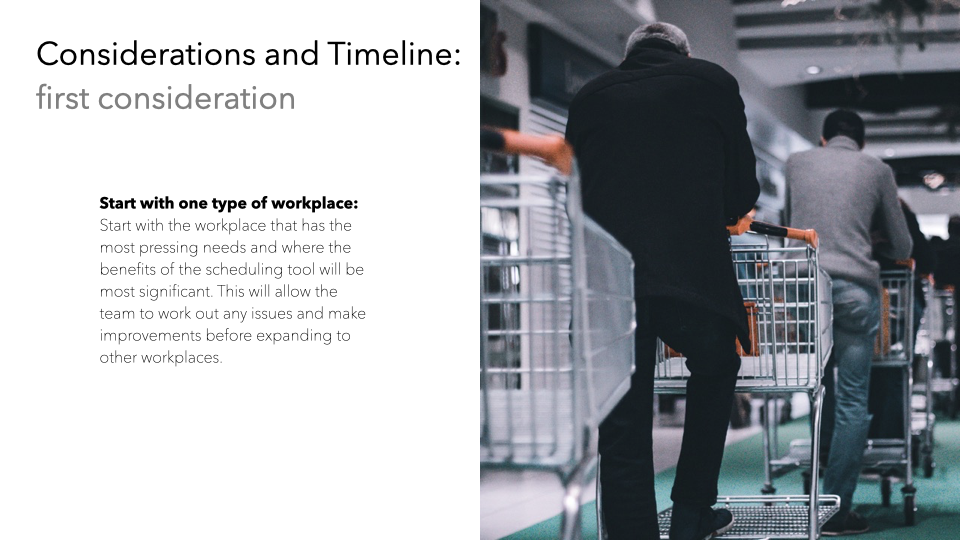 Considerations and Timeline:
first consideration
Start with one type of workplace:
Start with the workplace that has the
most pressing needs and where the
benefits of the scheduling tool will be
most significant. This will allow the
team to work out any issues and make
improvements before expanding to
other workplaces.